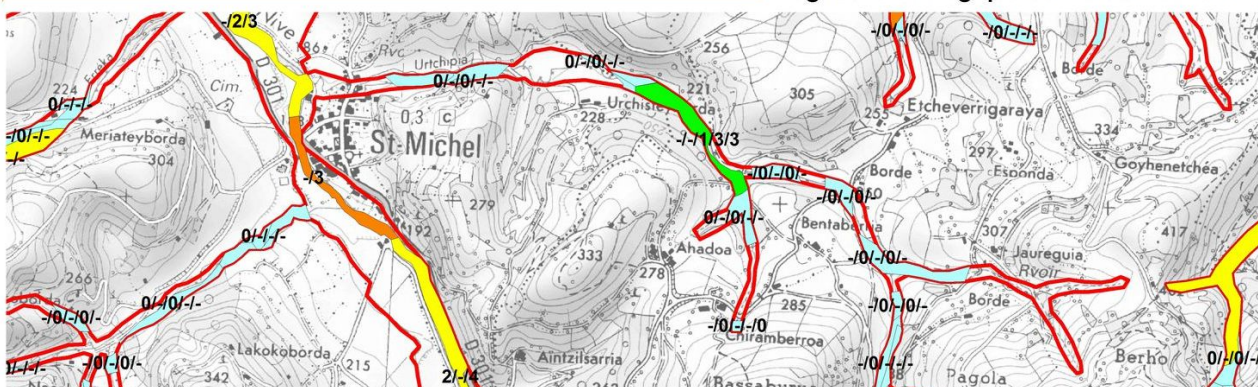 -/2/3
Vive
186
D 301
Rvc
Urtchipia
0/-/0/-/-
0/-/0/-/-
256
-/0/-/0/-
-/0/-/-/-
Borde
224
0/-/-/-
Cim.
221
305
Meriateyborda
0,3
C
228
255
Etcheverrigaraya
-/0/-/-
304
St-Michel
-/-/1/3/3
297
334
-/3
-/0/-/0/-
Borde
Esponda
Goyhenetchéa
279
-/0/-/0/-
0/-/0/-/-
Bentaberria
307
417
192
0/-/-/-
Ahadoa
333
278
-/0/-/0/-
Jaureguia
Rvoir
266
0/-/0/-/-
285
-/0/-/0/-
Borde
-/0/-/0/-
-/0/-/-/0
Chiramberroa
Lakokoborda
215
Aintzilsarria
-/0/-/-/-
Berho
0/-/-/0/-
342
2/-/4
Pagola